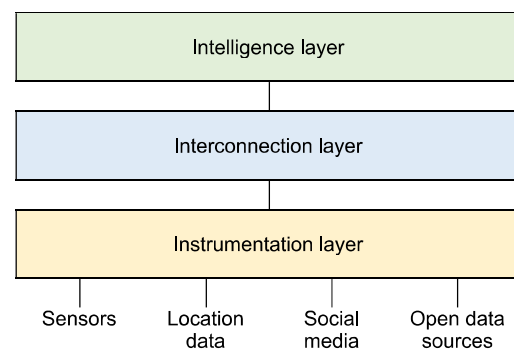 Intelligence layer
Interconnection layer
Instrumentation layer
Sensors
Location
data
Social
media
Open data
sources